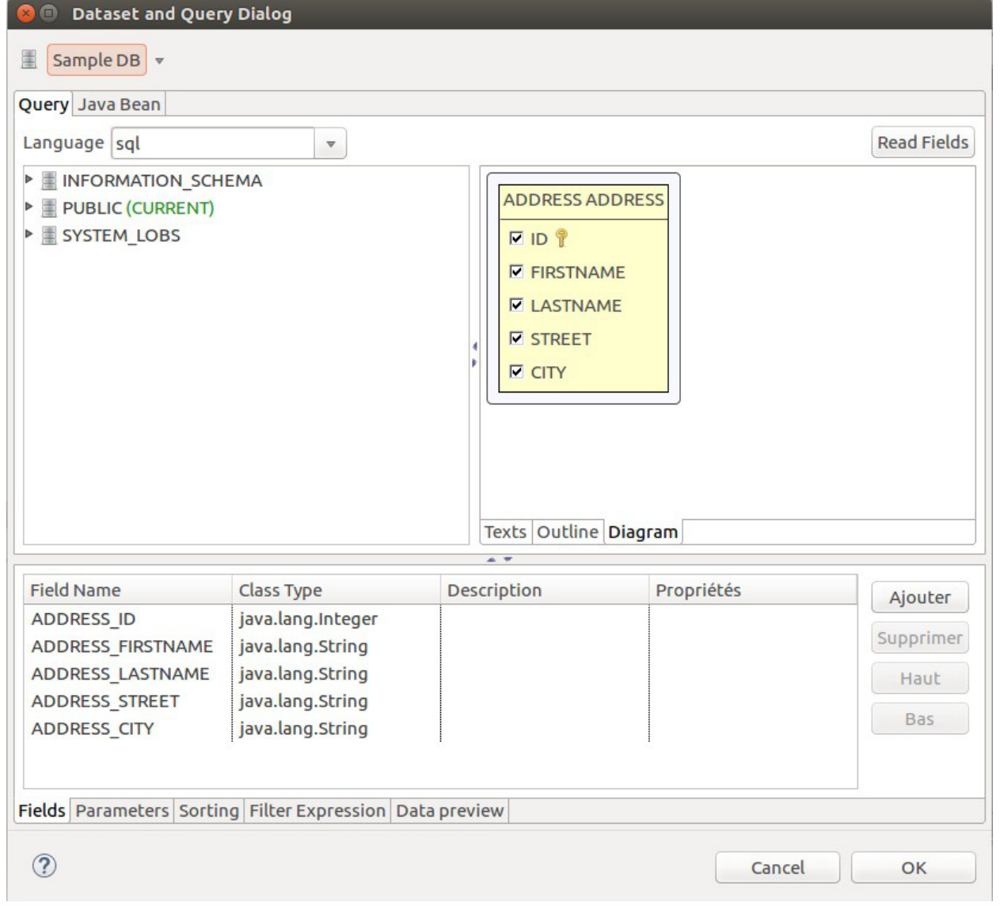 Dataset and Query Dialog
Sample DB
Query Java Bean
Language sql Read Fields
INFORMATION_SCHEMA
PUBLIC (CURRENT)
SYSTEM_LOBS
ADDRESS ADDRESS
ID
FIRSTNAME
LASTNAME
STREET
CITY
Texts Outline Diagram
Field Name Class Type Description Propriétés
ADDRESS_ID java.lang.Integer
ADDRESS_FIRSTNAME java.lang.String
ADDRESS_LASTNAME java.lang.String
ADDRESS_STREET java.lang.String
ADDRESS_CITY java.lang.String
Ajouter
Supprimer
Haut
Bas
Fields Parameters Sorting Filter Expression Data preview
? Cancel OK